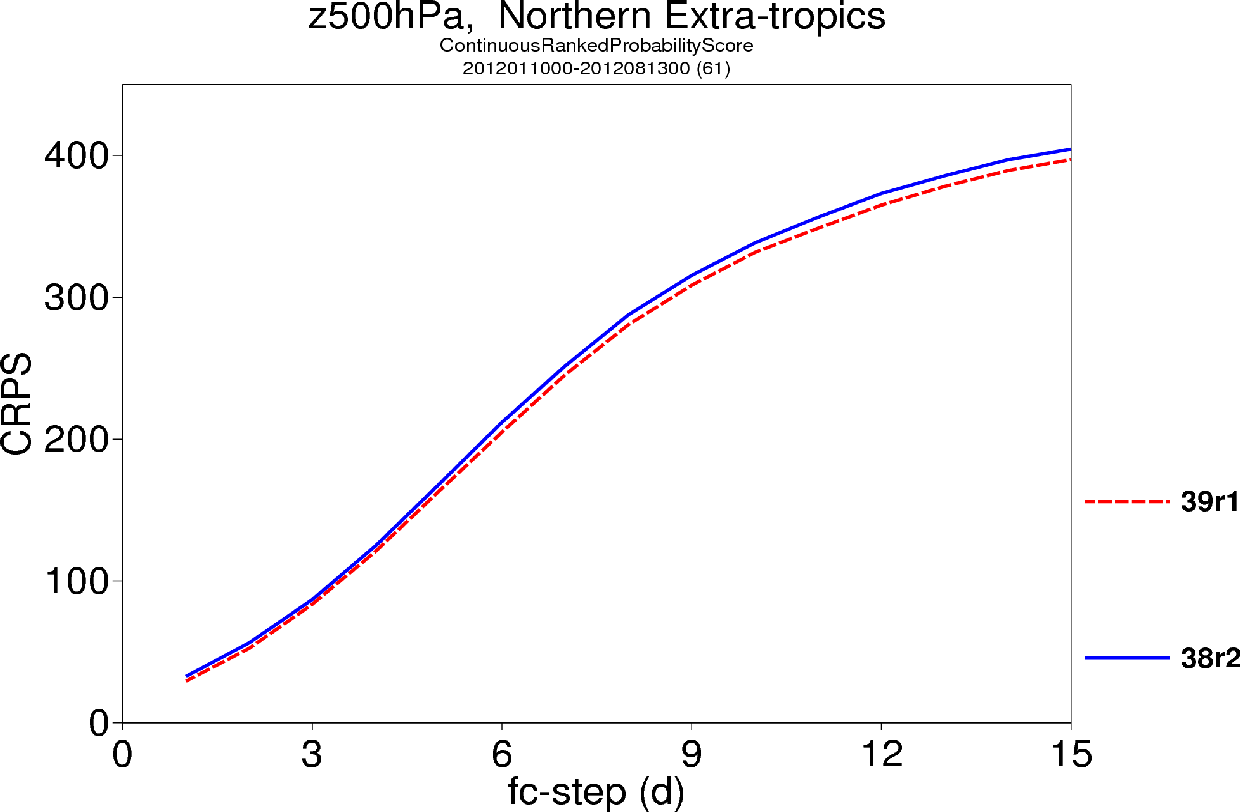 z500hPa, Northern Extra-tropics
ContinuousRankedProbabilityScore
2012011000-2012081300 (61)
400
300
200
100
0
CRPS
0 3 6 9 12 15
fc-step (d)
39r1
38r2